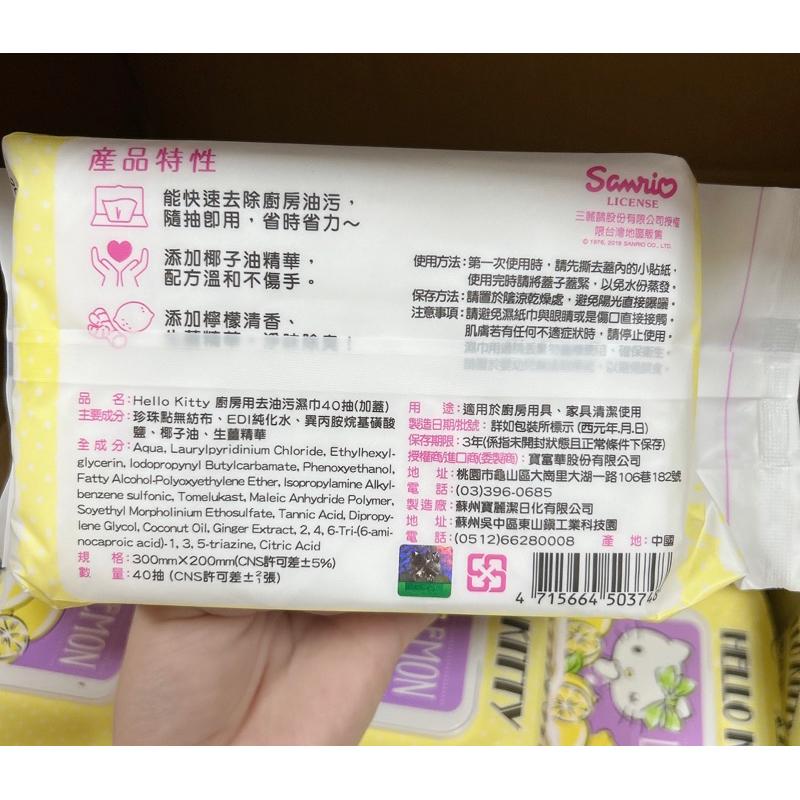 產品特性
能快速去除廚房油污，
隨抽即用，省時省力～
添加椰子油精華，
配方溫和不傷手。
添加檸檬清香、
Sanrio
LICENSE
三麗鷗股份有限公司授權
限台灣地區販售
© 1976, 2018 SANRIO CO., LTD.
使用方法：第一次使用時，請先撕去蓋內的小貼紙，
使用完時請將蓋子蓋緊，以免水份蒸發。
保存方法：請置於陰涼乾燥處，避免陽光直接曝曬。
注意事項：請避免濕紙巾與眼睛或是傷口直接接觸。
肌膚若有任何不適症狀時，請停止使用。
品 名：Hello Kitty 廚房用去油污濕巾40抽(加蓋)
主要成分：珍珠點無紡布、EDI純化水、異丙胺烷基磺酸
鹽、椰子油、生薑精華
全 成 分：Aqua, Laurylpyridinium Chloride, Ethylhexyl-
glycerin, Iodopropynyl Butylcarbamate, Phenoxyethanol,
Fatty Alcohol-Polyoxyethylene Ether, Isopropylamine Alkyl-
benzene sulfonic, Tomelukast, Maleic Anhydride Polymer,
Soyethyl Morpholinium Ethosulfate, Tannic Acid, Dipropy-
lene Glycol, Coconut Oil, Ginger Extract, 2, 4, 6-Tri-(6-ami-
nocaproic acid)-1, 3, 5-triazine, Citric Acid
規 格：300mmX200mm(CNS許可差±5%)
數 量：40抽 (CNS許可差±2張)
用 途：適用於廚房用具、家具清潔使用
製造日期/批號：詳如包裝所標示 (西元年.月.日)
保存期限：3年(係指未開封狀態且正常條件下保存)
授權商/進口商(委製商)：寶富華股份有限公司
地 址：桃園市龜山區大崗里大湖一路106巷182號
電 話：(03)396-0685
製 造 廠：蘇州寶麗潔日化有限公司
地 址：蘇州吳中區東山鎮工業科技園
電 話：(0512)66280008 產 地：中國
4 715664 50374
LEMON
LEMON
KITTY
HELLO